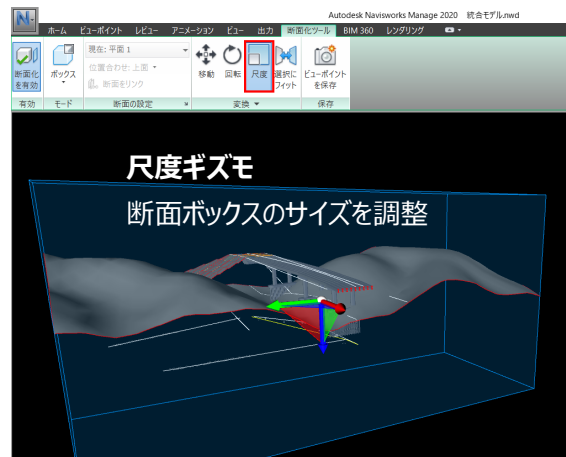 Autodesk Navisworks Manage 2020 統合モデル.nwd
N
ホーム ビューポイント レビュー アニメーション ビュー 出力 断面化ツール BIM 360 レンダリング
断面化を有効
ボックス
現在: 平面 1
位置合わせ: 上面
断面をリンク
移動 回転 尺度 選択にフィット
ビューポイントを保存
有効 モード 断面の設定 変換 保存
尺度ギズモ
断面ボックスのサイズを調整